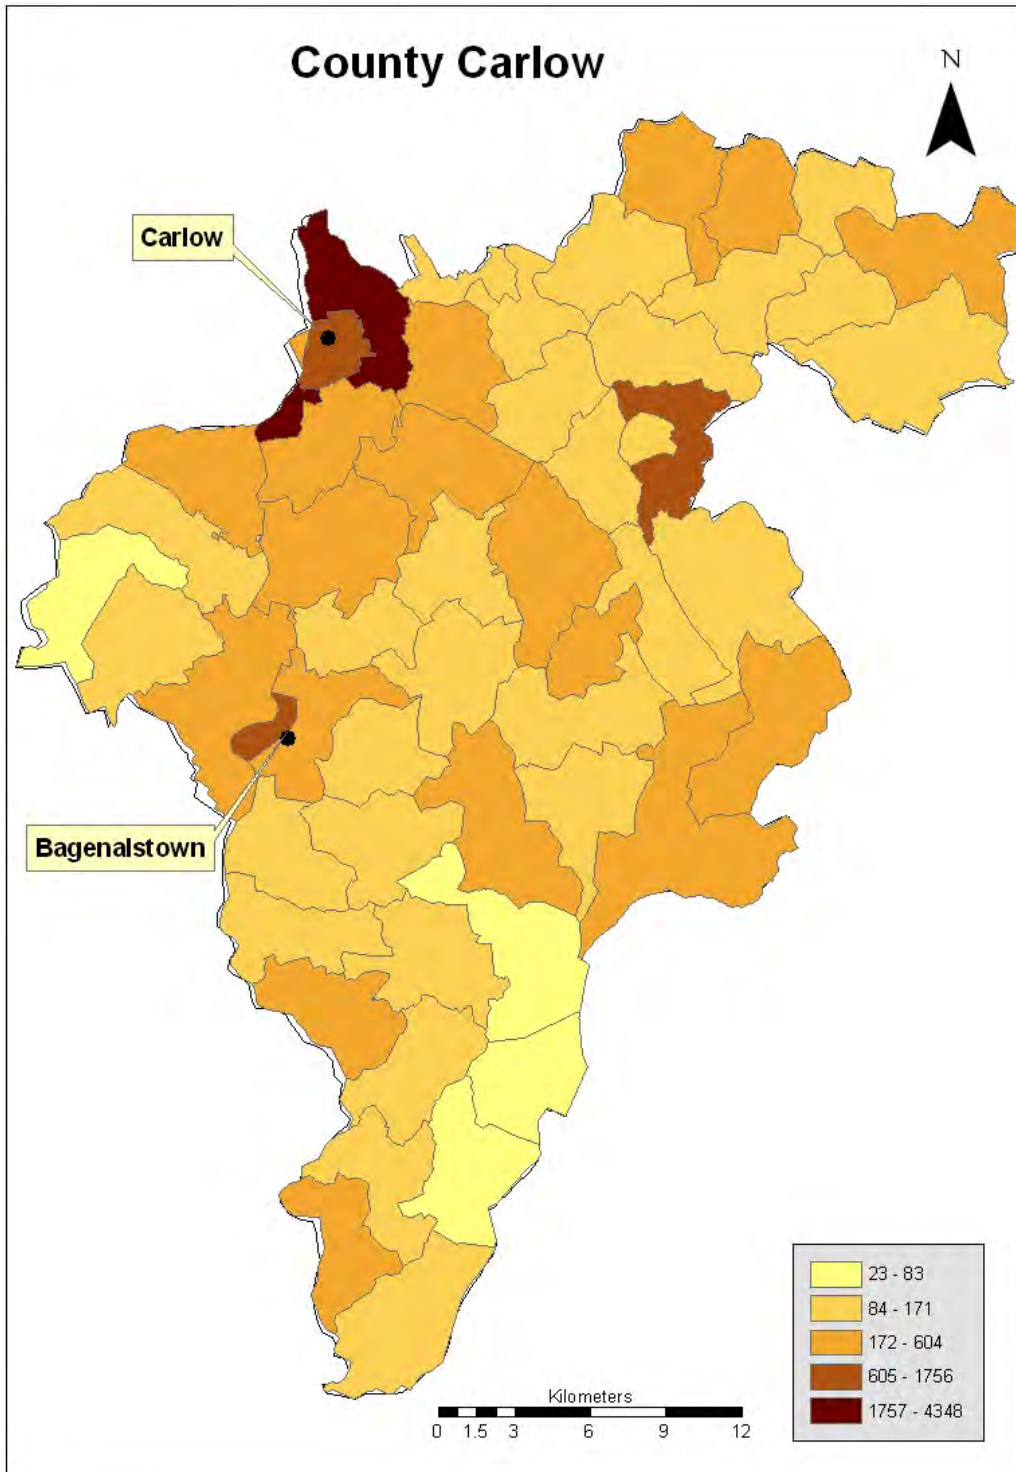 County Carlow
N
Carlow
Bagenalstown
23 - 83
84 - 171
172 - 604
605 - 1756
1757 - 4348
Kilometers
0 1.5 3 6 9 12